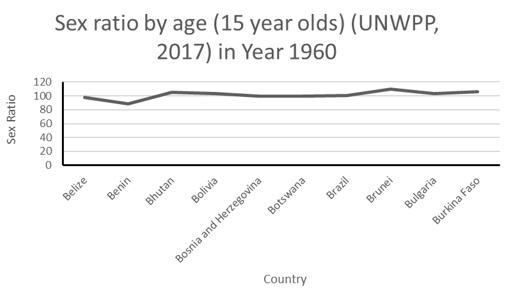 Sex ratio by age (15 year olds) (UNWPP,
2017) in Year 1960
Sex Ratio
120
100
80
60
40
20
0
Belize
Benin
Bhutan
Bolivia
Bosnia and Herzegovina
Botswana
Brazil
Brunei
Bulgaria
Burkina Faso
Country